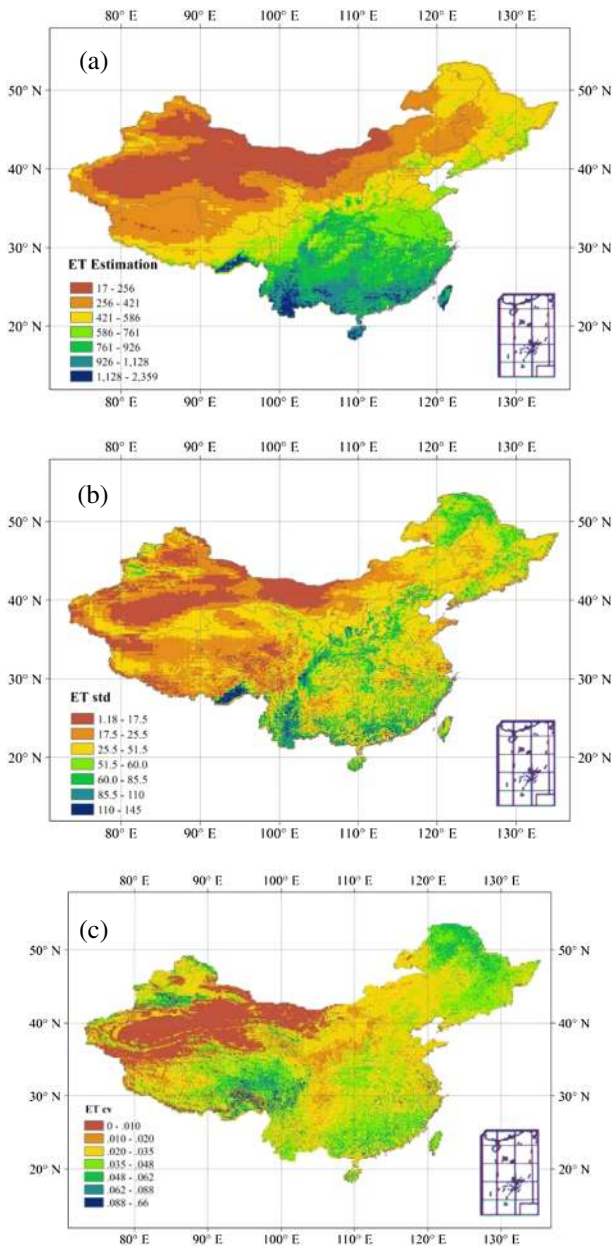 80° E 90° E 100° E 110° E 120° E 130° E
(a)
50° N 50° N
40° N 40° N
30° N 30° N
20° N 20° N
ET Estimation
17 - 256
256 - 421
421 - 586
586 - 761
761 - 926
926 - 1,128
1,128 - 2,359
80° E 90° E 100° E 110° E 120° E 130° E
80° E 90° E 100° E 110° E 120° E 130° E
(b)
50° N 50° N
40° N 40° N
30° N 30° N
20° N 20° N
ET std
1.18 - 17.5
17.5 - 25.5
25.5 - 51.5
51.5 - 60.0
60.0 - 85.5
85.5 - 110
110 - 145
80° E 90° E 100° E 110° E 120° E 130° E
80° E 90° E 100° E 110° E 120° E 130° E
(c)
50° N 50° N
40° N 40° N
30° N 30° N
20° N 20° N
ET cv
0 - .010
.010 - .020
.020 - .035
.035 - .048
.048 - .062
.062 - .088
.088 - .66
80° E 90° E 100° E 110° E 120° E 130° E